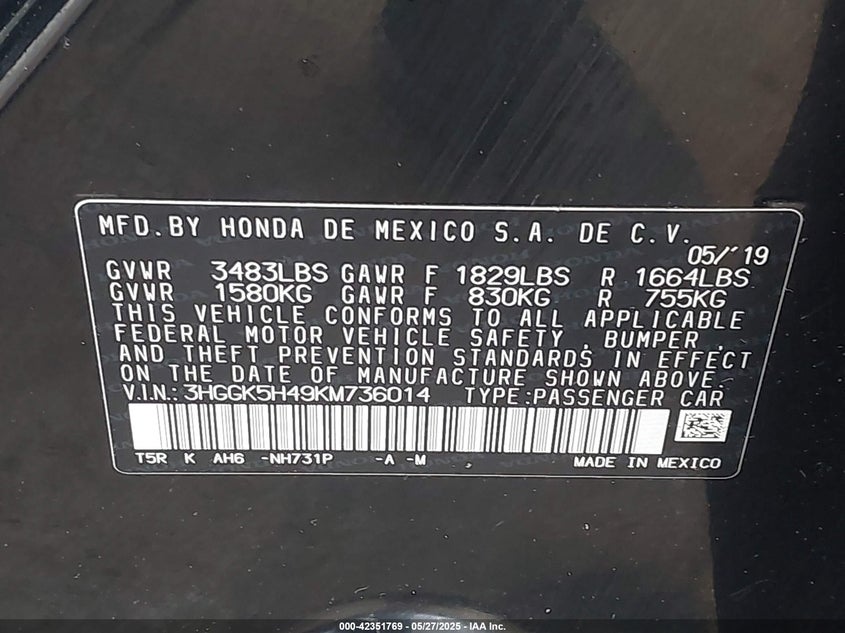 MFD. BY HONDA DE MEXICO S.A. DE C.V.
05/'19
GVWR 3483LBS GAWR F 1829LBS R 1664LBS
GVWR 1580KG GAWR F 830KG R 755KG
THIS VEHICLE CONFORMS TO ALL APPLICABLE
FEDERAL MOTOR VEHICLE SAFETY , BUMPER ,
AND THEFT PREVENTION STANDARDS IN EFFECT
ON THE DATE OF MANUFACTURE SHOWN ABOVE.
V.I.N.: 3HGGK5H49KM736014 TYPE:PASSENGER CAR
T5R K AH6 -NH731P -A -M MADE IN MEXICO
000-42351769 - 05/27/2025 - IAA Inc.